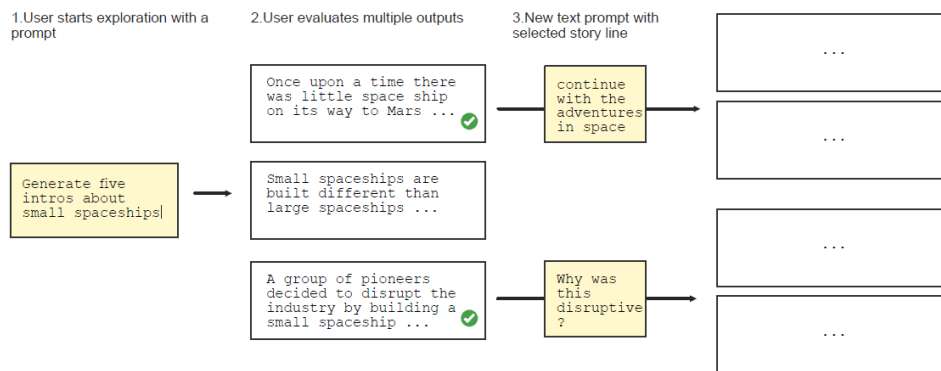 1.User starts exploration with a
prompt
2.User evaluates multiple outputs
3.New text prompt with
selected story line
Generate five
intros about
small spaceships
Once upon a time there
was little space ship
on its way to Mars ...
Small spaceships are
built different than
large spaceships ...
A group of pioneers
decided to disrupt the
industry by building a
small spaceship ...
continue
with the
adventures
in space
Why was
this
disruptive
?
...
...
...
...